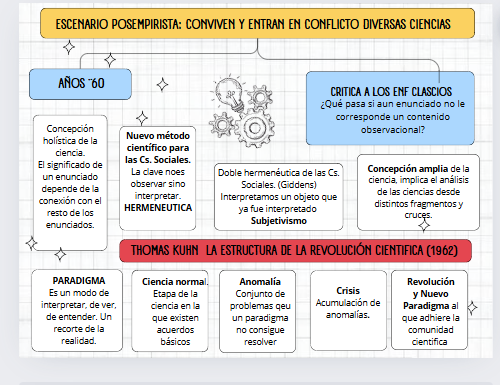 ESCENARIO POSEMPIRISTA: CONVIVEN Y ENTRAN EN CONFLICTO DIVERSAS CIENCIAS
AÑOS ¨60
CRITICA A LOS ENF CLASCIOS
¿Qué pasa si aun enunciado no le
corresponde un contenido
observacional?
Concepción
holística de la
ciencia.
El significado de
un enunciado
depende de la
conexión con el
resto de los
enunciados.
Nuevo método
científico para
las Cs. Sociales.
La clave noes
observar sino
interpretar.
HERMENEUTICA
Doble hermenéutica de las Cs.
Sociales. (Giddens)
Interpretamos un objeto que
ya fue interpretado
Subjetivismo
Concepción amplia de la
ciencia, implica el análisis
de las ciencias desde
distintos fragmentos y
cruces.
THOMAS KUHN LA ESTRUCTURA DE LA REVOLUCIÓN CIENTIFICA (1962)
PARADIGMA
Es un modo de
interpretar, de ver,
de entender. Un
recorte de la
realidad.
Ciencia normal.
Etapa de la
ciencia en la
que existen
acuerdos
básicos
Anomalía
Conjunto de
problemas qeu
un paradigma
no consigue
resolver
Crisis
Acumulación de
anomalías.
Revolución
y Nuevo
Paradigma al
que adhiere la
comunidad
cientifica